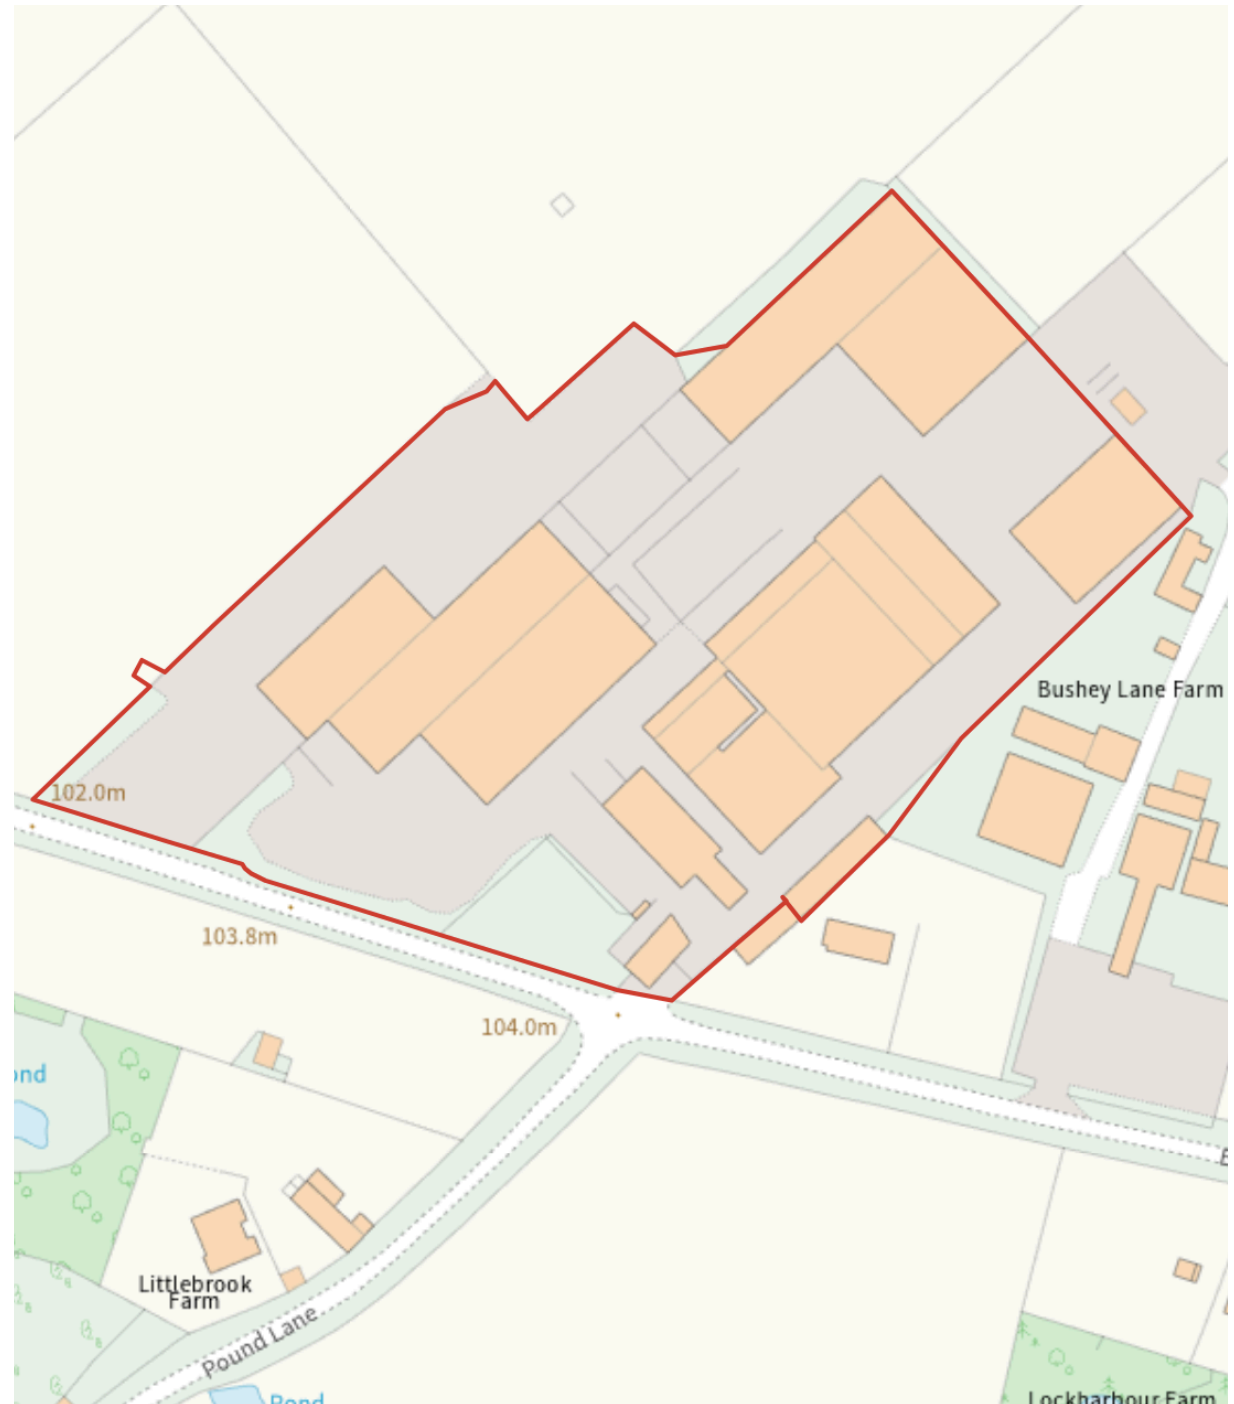 Bushey Lane Farm
102.0m
103.8m
104.0m
ond
Littlebrook
Farm
Pound Lane
Pond
Lockharbour Farm